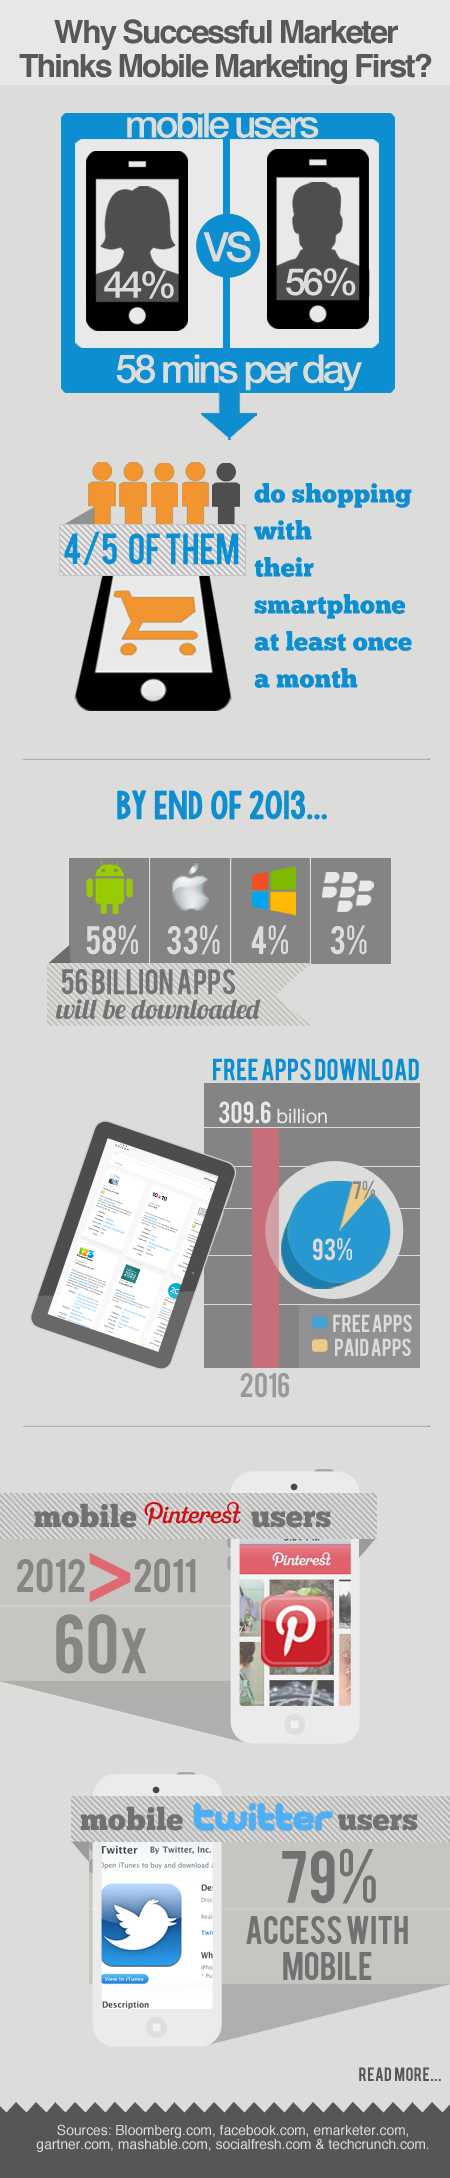 Why Successful Marketer
Thinks Mobile Marketing First?
mobile users
44%
VS
56%
58 mins per day
4/5 OF THEM
do shopping
with
their
smartphone
at least once
a month
BY END OF 2013...
58% 33% 4% 3%
56 BILLION APPS
will be downloaded
FREE APPS DOWNLOAD
309.6 billion
7%
93%
FREE APPS
PAID APPS
2016
mobile Pinterest users
2012>2011
60x
Pinterest
mobile twitter users
Twitter By Twitter, Inc.
Open iTunes to buy and download
View In iTunes
Description
79%
ACCESS WITH
MOBILE
READ MORE...
Sources: Bloomberg.com, facebook.com, emarketer.com,
gartner.com, mashable.com, socialfresh.com & techcrunch.com.